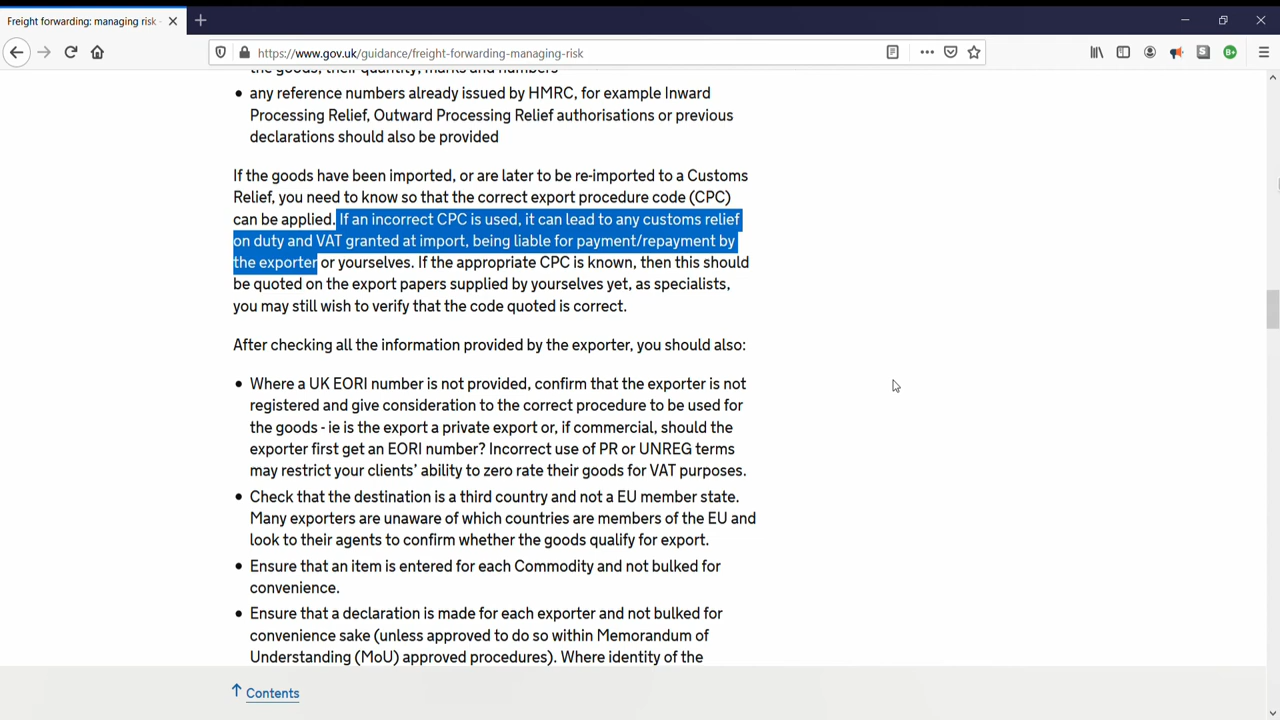 Freight forwarding: managing risk -
https://www.gov.uk/guidance/freight-forwarding-managing-risk
the goods, their quantity, marks and numbers
• any reference numbers already issued by HMRC, for example Inward
Processing Relief, Outward Processing Relief authorisations or previous
declarations should also be provided
If the goods have been imported, or are later to be re-imported to a Customs
Relief, you need to know so that the correct export procedure code (CPC)
can be applied. If an incorrect CPC is used, it can lead to any customs relief
on duty and VAT granted at import, being liable for payment/repayment by
the exporter or yourselves. If the appropriate CPC is known, then this should
be quoted on the export papers supplied by yourselves yet, as specialists,
you may still wish to verify that the code quoted is correct.
After checking all the information provided by the exporter, you should also:
• Where a UK EORI number is not provided, confirm that the exporter is not
registered and give consideration to the correct procedure to be used for
the goods - ie is the export a private export or, if commercial, should the
exporter first get an EORI number? Incorrect use of PR or UNREG terms
may restrict your clients’ ability to zero rate their goods for VAT purposes.
• Check that the destination is a third country and not a EU member state.
Many exporters are unaware of which countries are members of the EU and
look to their agents to confirm whether the goods qualify for export.
• Ensure that an item is entered for each Commodity and not bulked for
convenience.
• Ensure that a declaration is made for each exporter and not bulked for
convenience sake (unless approved to do so within Memorandum of
Understanding (MoU) approved procedures). Where identity of the
↑ Contents